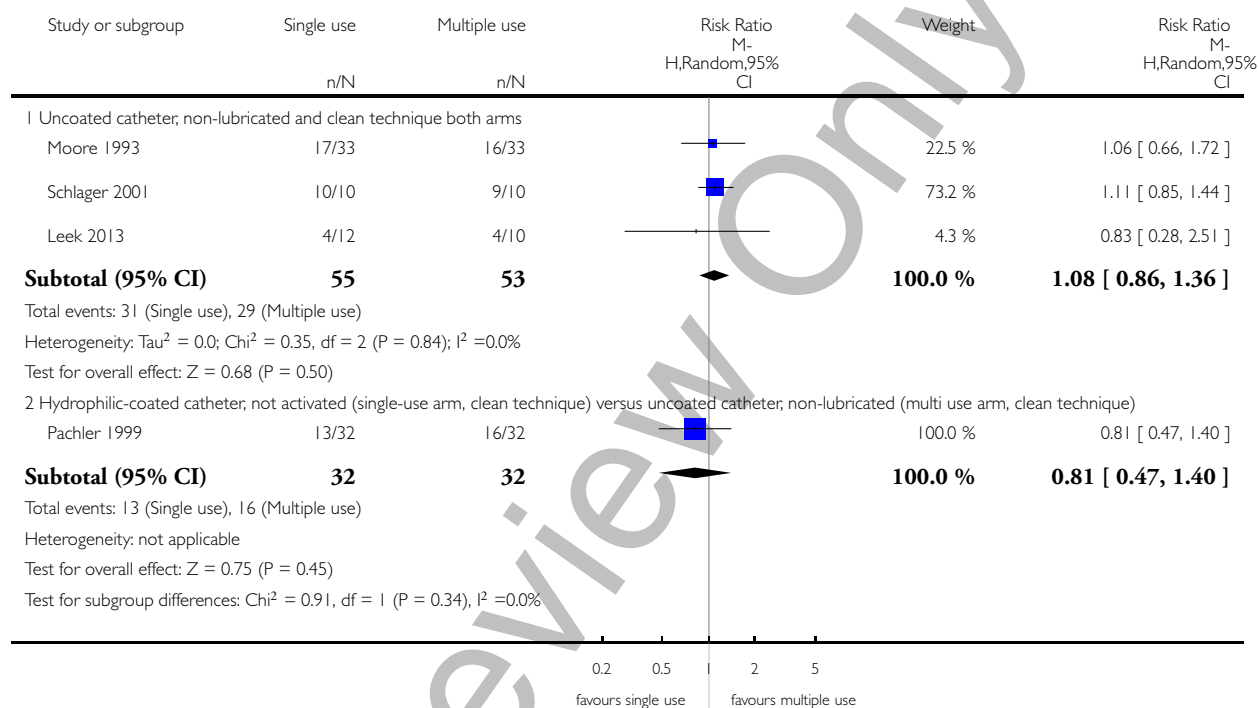 Study or subgroup Single use Multiple use Risk Ratio Weight Risk Ratio
M- M-
H,Random,95% H,Random,95%
n/N n/N CI CI
1 Uncoated catheter, non-lubricated and clean technique both arms
Moore 1993 17/33 16/33 22.5 % 1.06 [ 0.66, 1.72 ]
Schlager 2001 10/10 9/10 73.2 % 1.11 [ 0.85, 1.44 ]
Leek 2013 4/12 4/10 4.3 % 0.83 [ 0.28, 2.51 ]
Subtotal (95% CI) 55 53 100.0 % 1.08 [ 0.86, 1.36 ]
Total events: 31 (Single use), 29 (Multiple use)
Heterogeneity: Tau² = 0.0; Chi² = 0.35, df = 2 (P = 0.84); I² =0.0%
Test for overall effect: Z = 0.68 (P = 0.50)
2 Hydrophilic-coated catheter, not activated (single-use arm, clean technique) versus uncoated catheter, non-lubricated (multi use arm, clean technique)
Pachler 1999 13/32 16/32 100.0 % 0.81 [ 0.47, 1.40 ]
Subtotal (95% CI) 32 32 100.0 % 0.81 [ 0.47, 1.40 ]
Total events: 13 (Single use), 16 (Multiple use)
Heterogeneity: not applicable
Test for overall effect: Z = 0.75 (P = 0.45)
Test for subgroup differences: Chi² = 0.91, df = 1 (P = 0.34), I² =0.0%
0.2 0.5 1 2 5
favours single use favours multiple use
eview Only